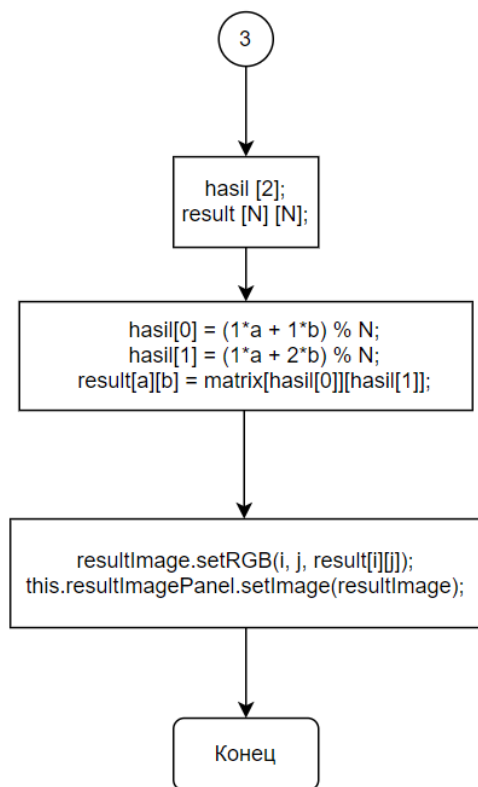 3
hasil [2];
result [N] [N];
hasil[0] = (1*a + 1*b) % N;
hasil[1] = (1*a + 2*b) % N;
result[a][b] = matrix[hasil[0]][hasil[1]];
resultImage.setRGB(i, j, result[i][j]);
this.resultImagePanel.setImage(resultImage);
Конец